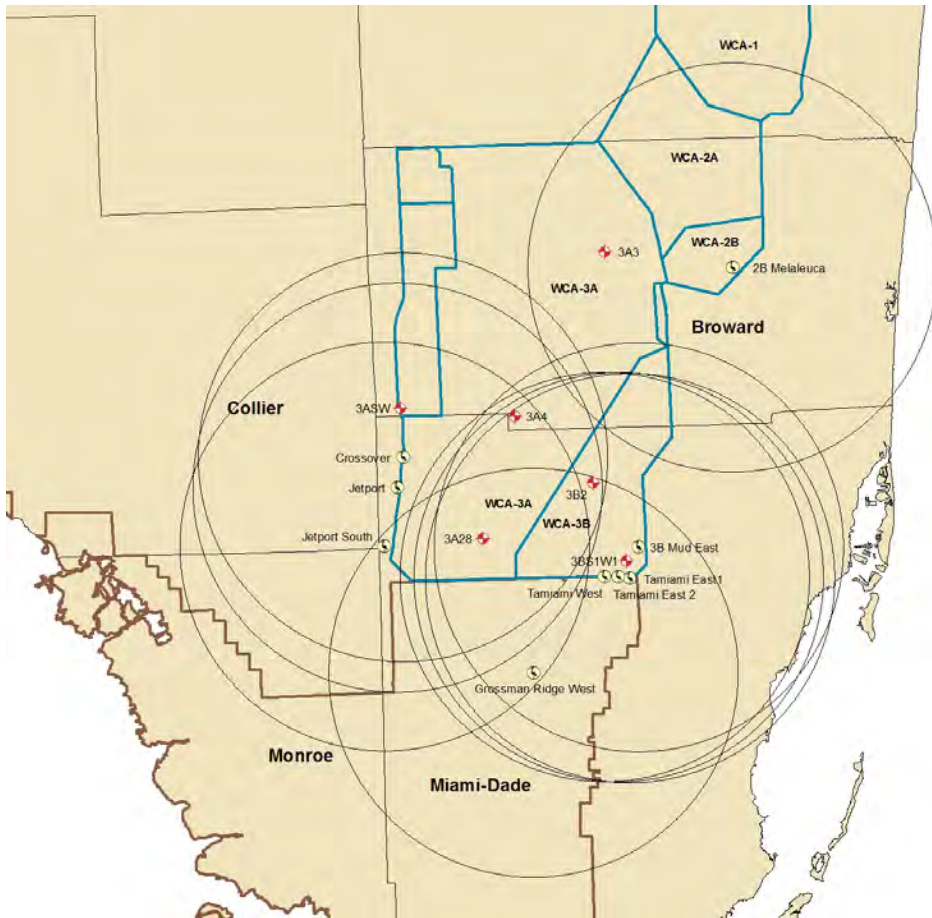 WCA-1
WCA-2A
WCA-2B
3A3
2B Melaleuca
WCA-3A
Broward
Collier
3ASW
3A4
Crossover
Jetport
3B2
WCA-3A
WCA-3B
Jetport South
3A28
3B Mud East
3BS1W1
Tamiami East1
Tamiami West
Tamiami East 2
Grossman Ridge West
Monroe
Miami-Dade